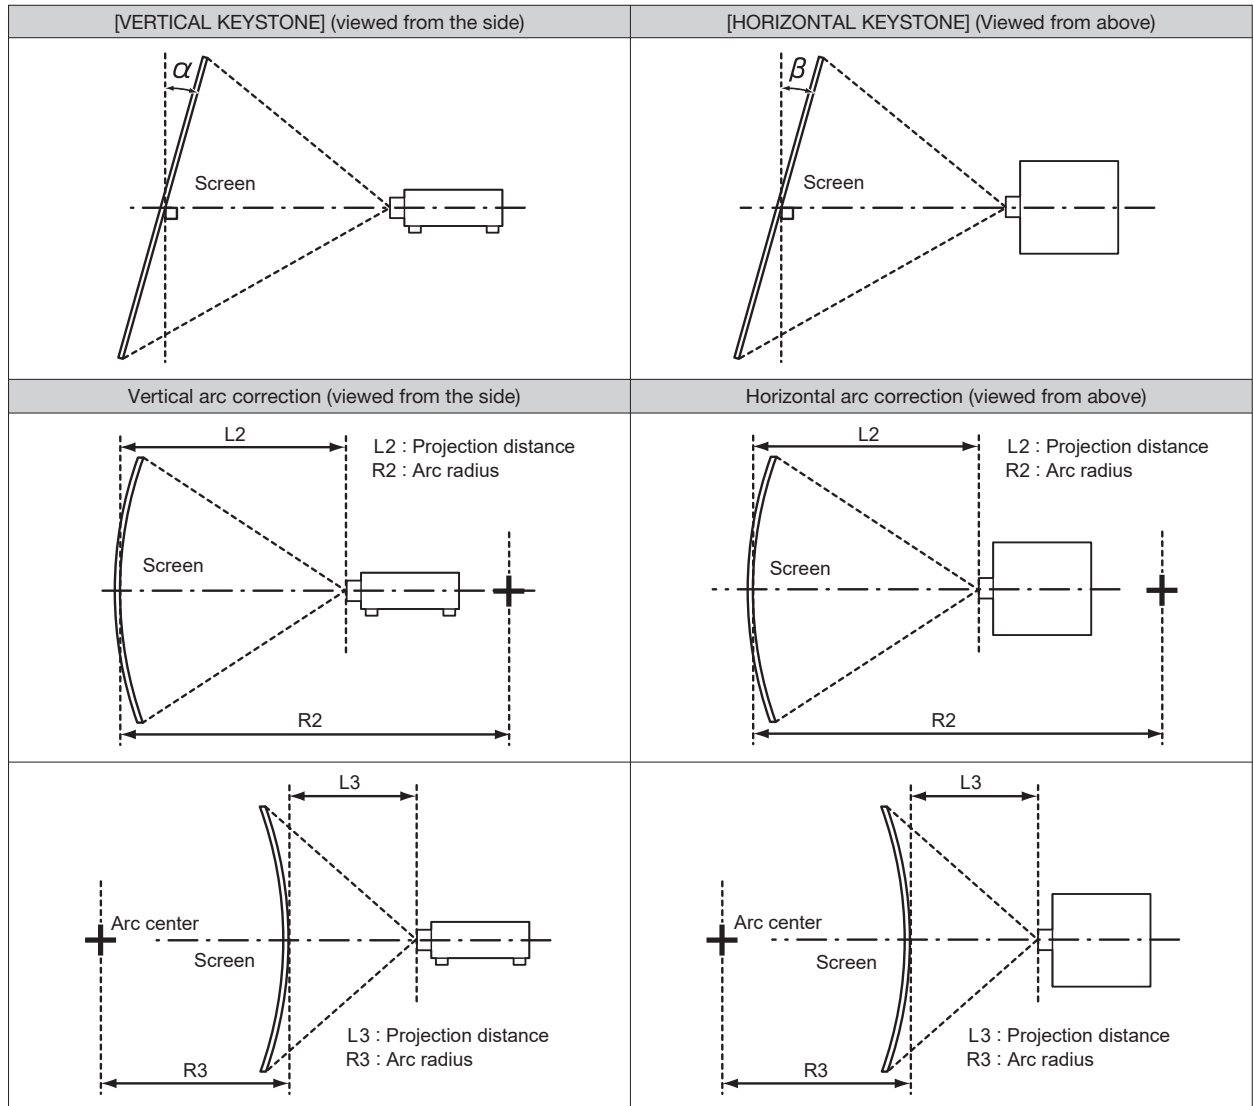 [VERTICAL KEYSTONE] (viewed from the side)
[HORIZONTAL KEYSTONE] (Viewed from above)
α
Screen
β
Screen
Vertical arc correction (viewed from the side)
Horizontal arc correction (viewed from above)
L2
L2 : Projection distance
R2 : Arc radius
Screen
R2
L2
L2 : Projection distance
R2 : Arc radius
Screen
R2
L3
Arc center
Screen
L3 : Projection distance
R3 : Arc radius
R3
L3
Arc center
Screen
L3 : Projection distance
R3 : Arc radius
R3